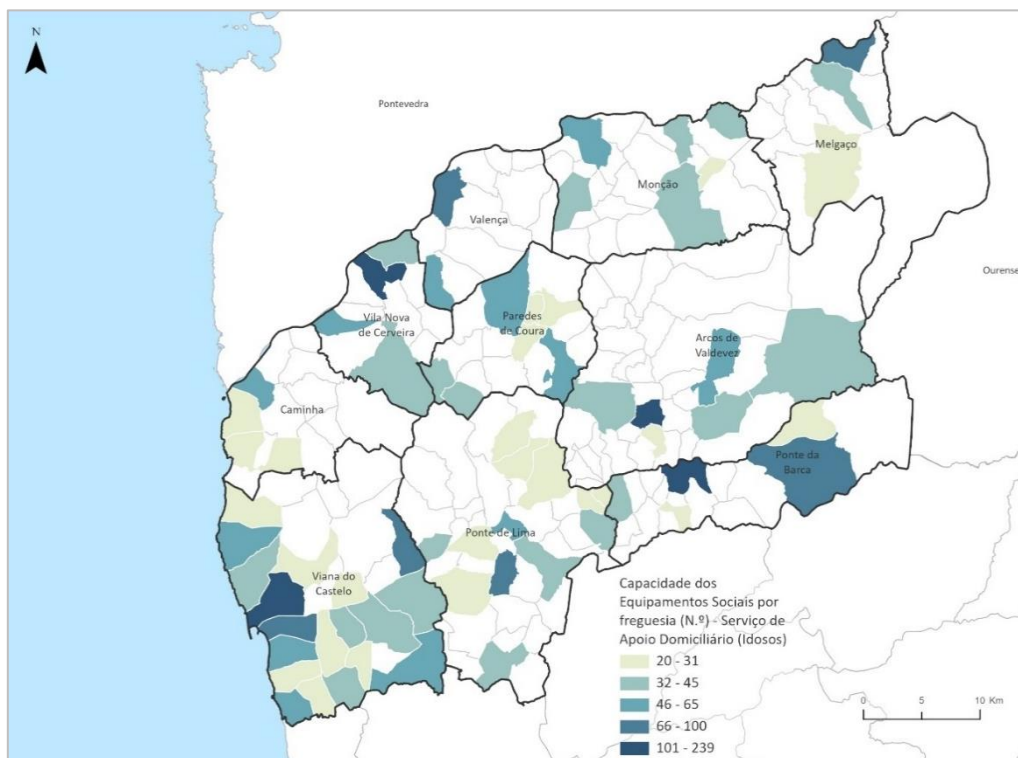 N
Pontevedra
Melgaço
Monção
Valença
Ourense
Vila Nova
de Cerveira
Paredes
de Coura
Arcos de
Valdevez
Caminha
Ponte da
Barca
Ponte de Lima
Viana do
Castelo
Capacidade dos
Equipamentos Sociais por
freguesia (N.º) - Serviço de
Apoio Domiciliário (Idosos)
20 - 31
32 - 45
46 - 65
66 - 100
101 - 239
0 5 10 Km